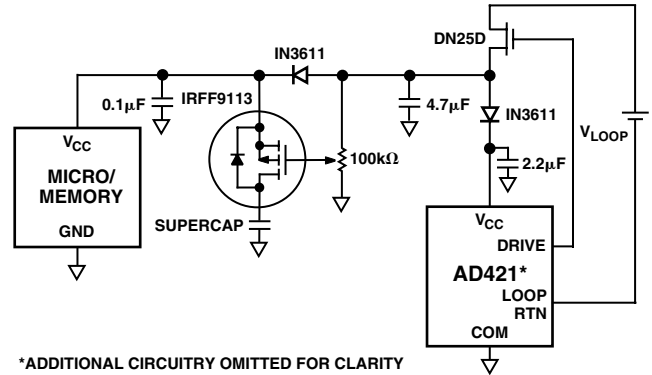 DN25D
IN3611
IRFF9113
0.1µF
4.7µF
IN3611
VLOOP
VCC
MICRO/
MEMORY
GND
100kΩ
2.2µF
SUPERCAP
VCC
DRIVE
AD421*
LOOP
RTN
COM
*ADDITIONAL CIRCUITRY OMITTED FOR CLARITY